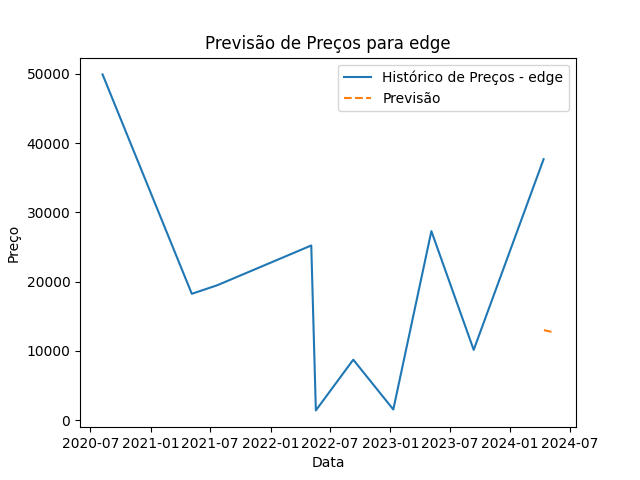 Previsão de Preços para edge
Histórico de Preços - edge
Previsão
Preço
50000
40000
30000
20000
10000
0
2020-07 2021-01 2021-07 2022-01 2022-07 2023-01 2023-07 2024-01 2024-07
Data